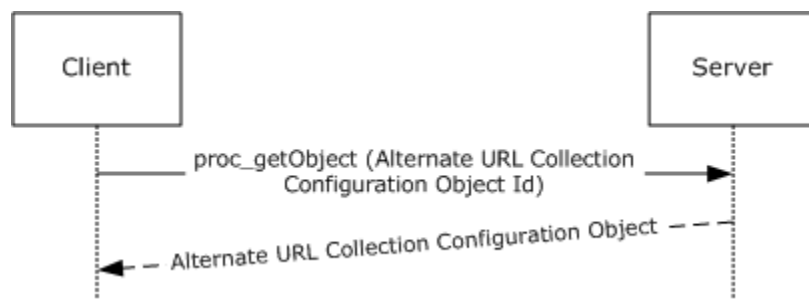 Client
Server
proc_getObject (Alternate URL Collection
Configuration Object Id)
Alternate URL Collection Configuration Object